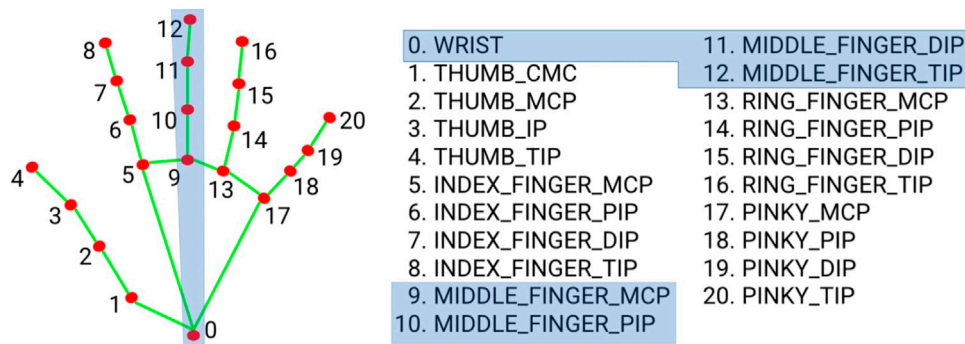 12
8
16
11
7
15
10
6
14
20
19
4
5
9
13
18
3
17
2
1
0
0. WRIST
1. THUMB_CMC
2. THUMB_MCP
3. THUMB_IP
4. THUMB_TIP
5. INDEX_FINGER_MCP
6. INDEX_FINGER_PIP
7. INDEX_FINGER_DIP
8. INDEX_FINGER_TIP
9. MIDDLE_FINGER_MCP
10. MIDDLE_FINGER_PIP
11. MIDDLE_FINGER_DIP
12. MIDDLE_FINGER_TIP
13. RING_FINGER_MCP
14. RING_FINGER_PIP
15. RING_FINGER_DIP
16. RING_FINGER_TIP
17. PINKY_MCP
18. PINKY_PIP
19. PINKY_DIP
20. PINKY_TIP